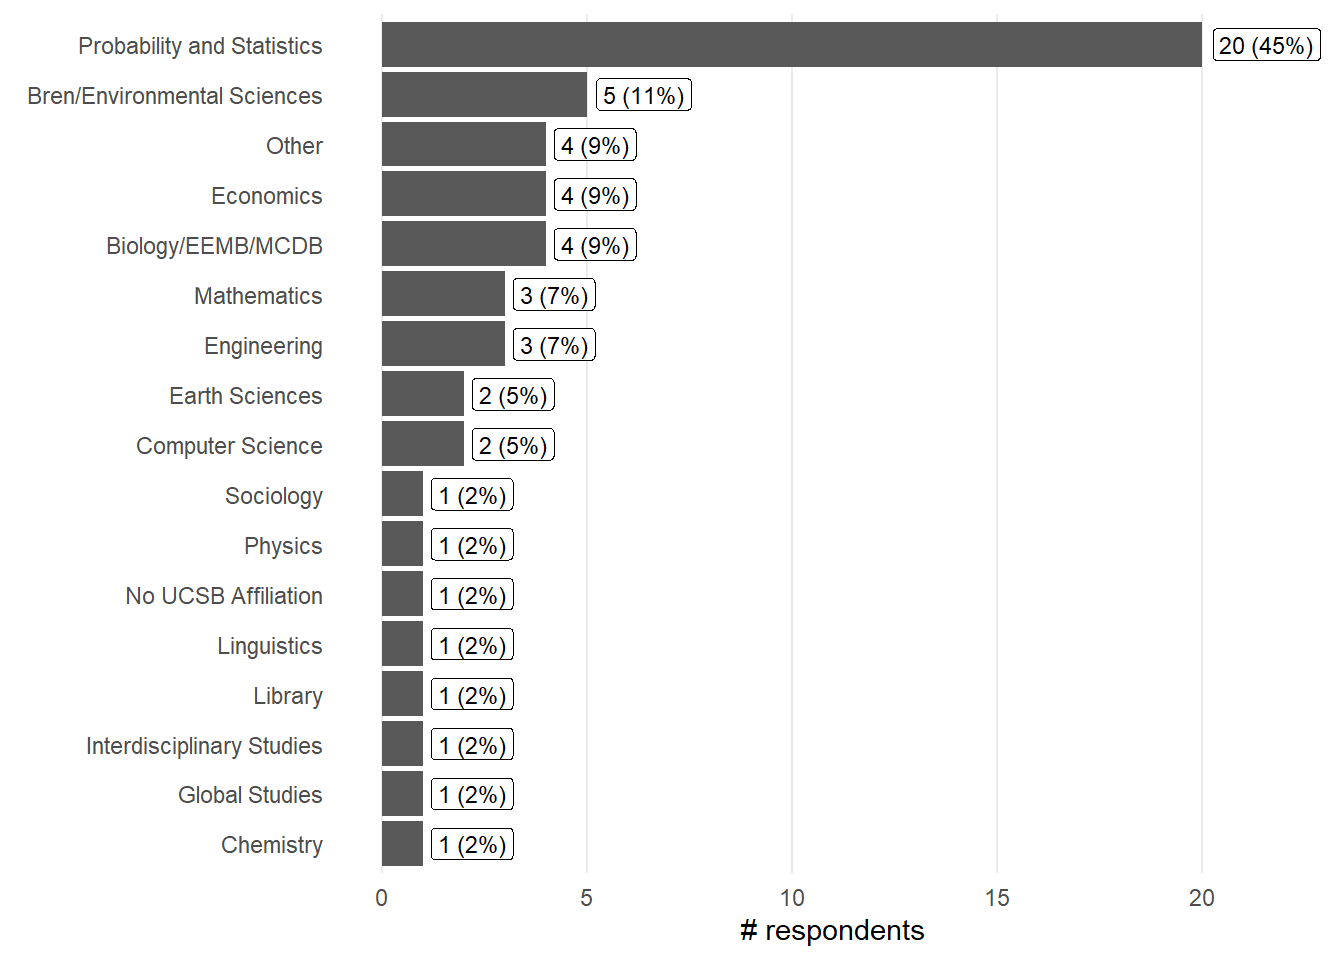 Probability and Statistics 20 (45%)
Bren/Environmental Sciences 5 (11%)
Other 4 (9%)
Economics 4 (9%)
Biology/EEMB/MCDB 4 (9%)
Mathematics 3 (7%)
Engineering 3 (7%)
Earth Sciences 2 (5%)
Computer Science 2 (5%)
Sociology 1 (2%)
Physics 1 (2%)
No UCSB Affiliation 1 (2%)
Linguistics 1 (2%)
Library 1 (2%)
Interdisciplinary Studies 1 (2%)
Global Studies 1 (2%)
Chemistry 1 (2%)
0 5 10 15 20
# respondents